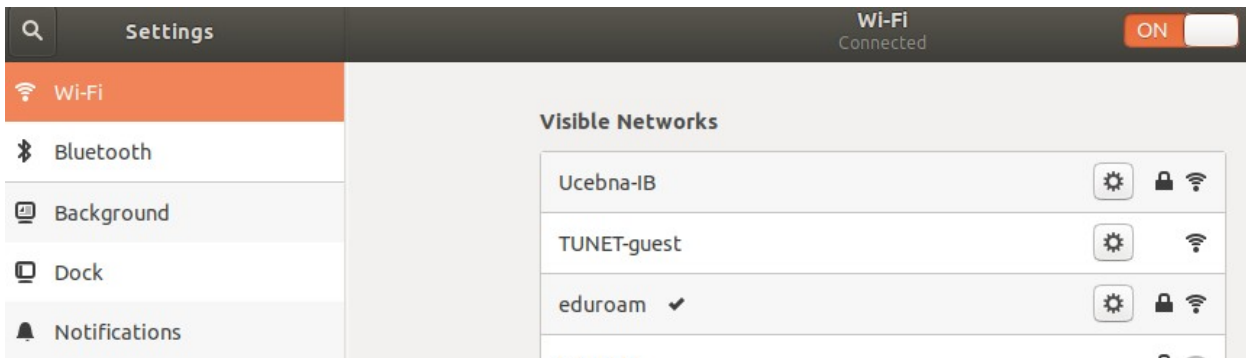 Settings
Wi-Fi
Connected
ON
Wi-Fi
Bluetooth
Background
Dock
Notifications
Visible Networks
Ucebna-IB
TUNET-guest
eduroam